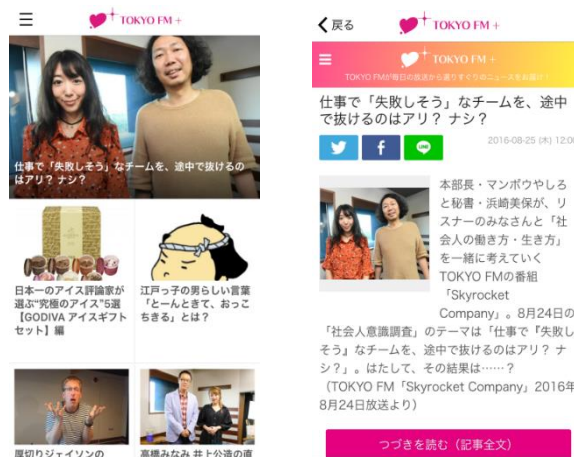 TOKYO FM +
仕事で「失敗しそう」なチームを、途中で抜けるの
はアリ？ ナシ？
日本一のアイス評論家が
選ぶ“究極のアイス”5選
【GODIVA アイスギフト
セット】編
江戸っ子の男らしい言葉
「とーんときて、おっこ
ちきる」とは？
厚切りジェイソンの
高橋みなみ 井上公造の直
戻る
TOKYO FM +
TOKYO FM +
TOKYO FMが毎日の放送から選りすぐりのニュースをお届け！
仕事で「失敗しそう」なチームを、途中
で抜けるのはアリ？ ナシ？
2016-08-25 (木) 12:00
本部長・マンボウやしろ
と秘書・浜崎美保が、リ
スナーのみなさんと「社
会人の働き方・生き方」
を一緒に考えていく
TOKYO FMの番組
「Skyrocket
Company」。8月24日の
「社会人意識調査」のテーマは「仕事で『失敗し
そう』なチームを、途中で抜けるのはアリ？ ナ
シ？」。はたして、その結果は……？
（TOKYO FM「Skyrocket Company」2016年
8月24日放送より）
つづきを読む（記事全文）